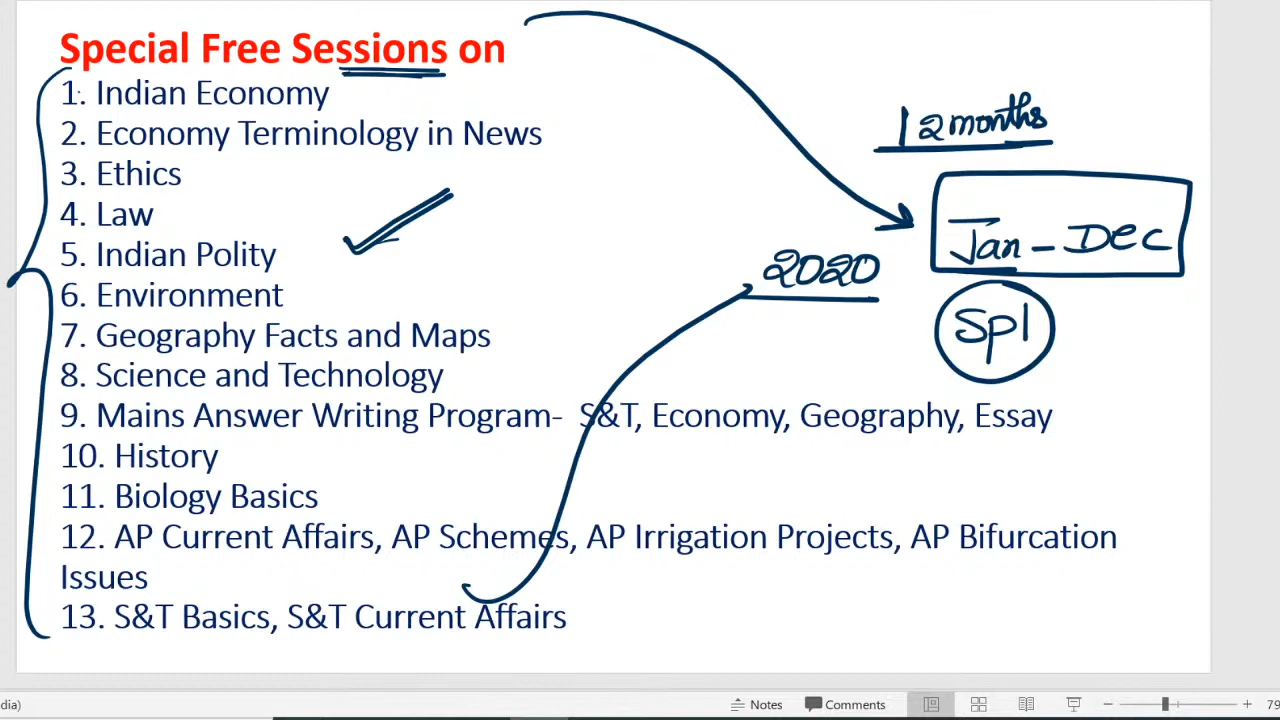 Special Free Sessions on
1. Indian Economy
2. Economy Terminology in News
3. Ethics
4. Law
5. Indian Polity
6. Environment
7. Geography Facts and Maps
8. Science and Technology
9. Mains Answer Writing Program-  S&T, Economy, Geography, Essay
10. History
11. Biology Basics
12. AP Current Affairs, AP Schemes, AP Irrigation Projects, AP Bifurcation
Issues
13. S&T Basics, S&T Current Affairs
12 months
Jan - Dec
2020
Spl
dia)
Notes
Comments
79